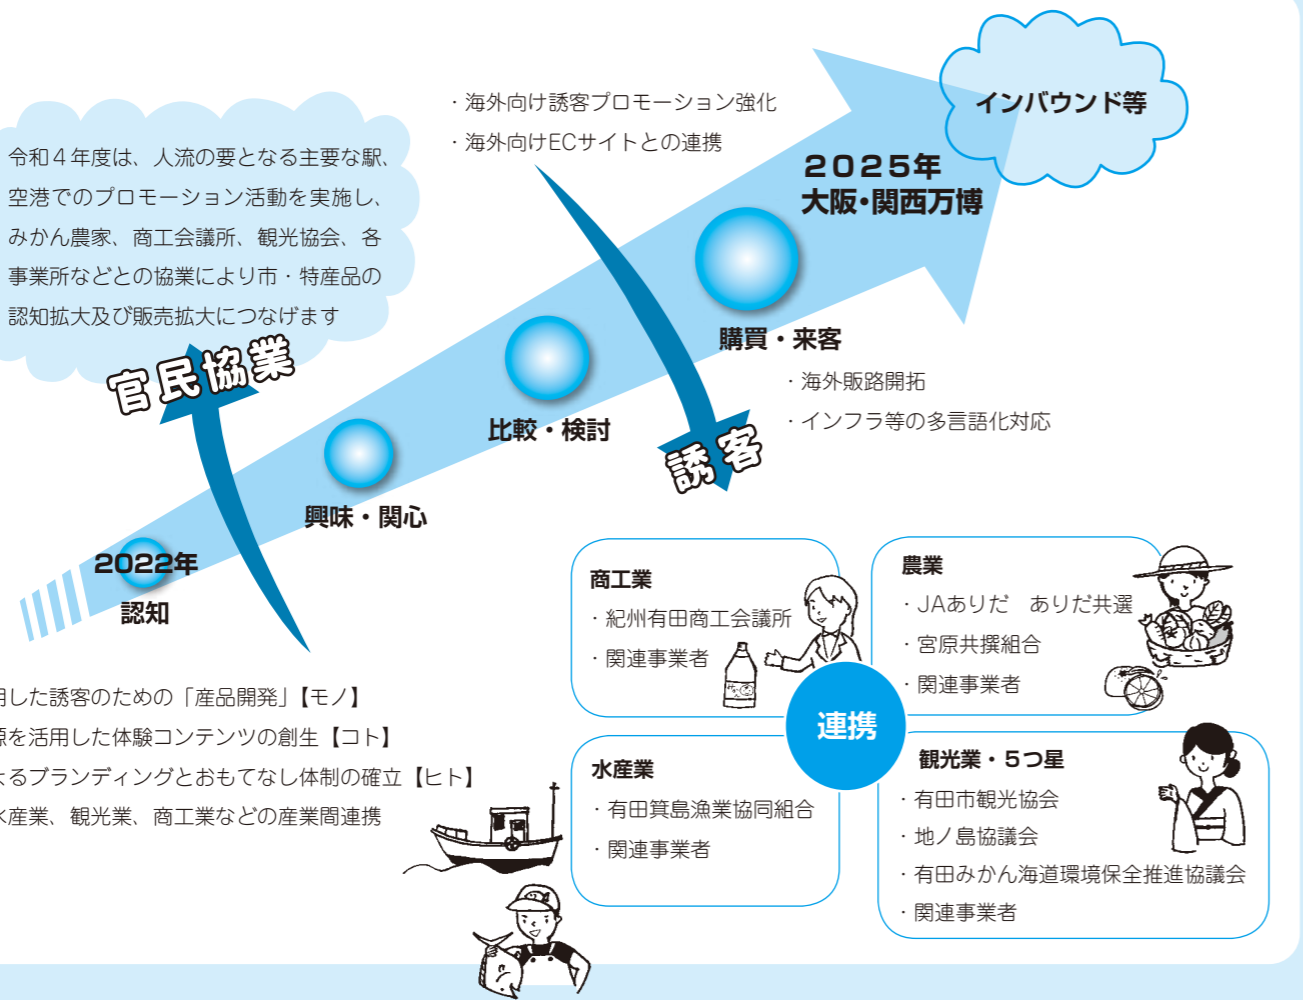 令和４年度は、人流の要となる主要な駅、
空港でのプロモーション活動を実施し、
みかん農家、商工会議所、観光協会、各
事業所などとの協業により市・特産品の
認知拡大及び販売拡大につなげます
官民協業
・海外向け誘客プロモーション強化
・海外向けECサイトとの連携
インバウンド等
２０２５年
大阪・関西万博
購買・来客
・海外販路開拓
・インフラ等の多言語化対応
誘客
比較・検討
興味・関心
2022年
認知
用した誘客のための「産品開発」【モノ】
源を活用した体験コンテンツの創生【コト】
よるブランディングとおもてなし体制の確立【ヒト】
水産業、観光業、商工業などの産業間連携
商工業
・紀州有田商工会議所
・関連事業者
農業
・JAありだ　ありだ共選
・宮原共撰組合
・関連事業者
連携
水産業
・有田箕島漁業協同組合
・関連事業者
観光業・５つ星
・有田市観光協会
・地ノ島協議会
・有田みかん海道環境保全推進協議会
・関連事業者